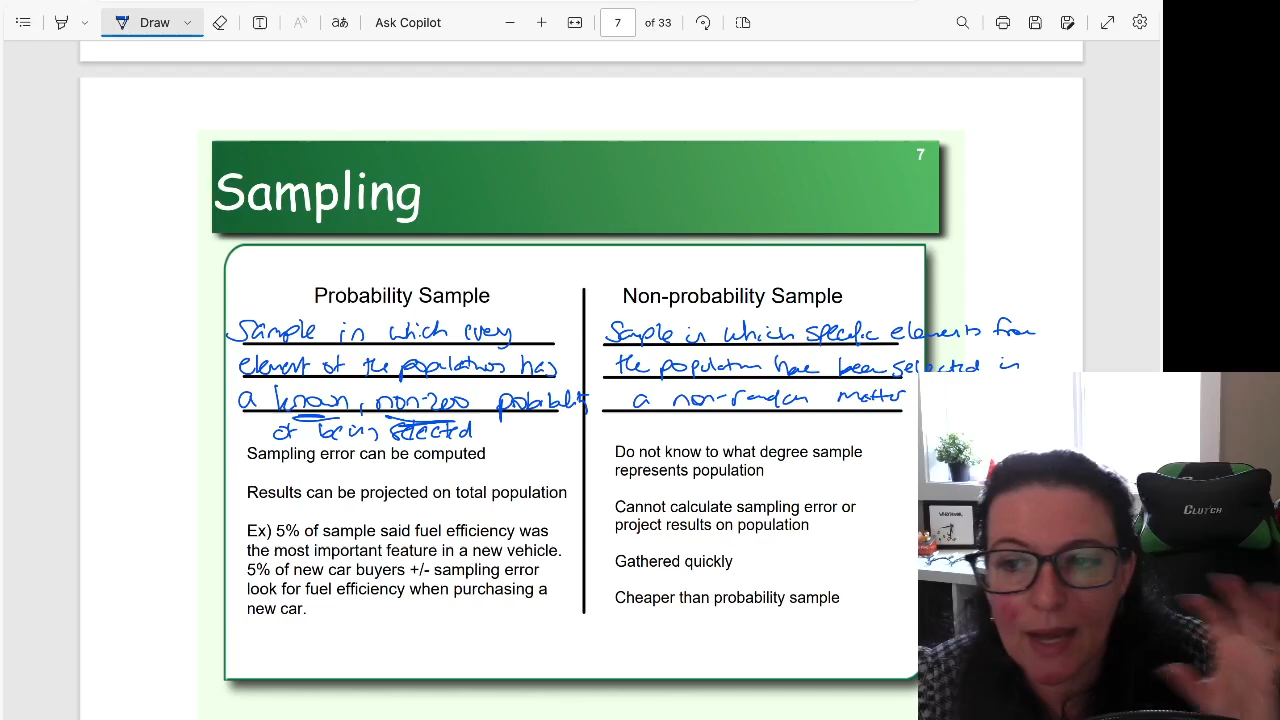 Draw
Ask Copilot
7 of 33
7
Sampling
Probability Sample
Sample in which every
element of the population has
a known, non-zero probability
of being selected
Sampling error can be computed
Results can be projected on total population
Ex) 5% of sample said fuel efficiency was
the most important feature in a new vehicle.
5% of new car buyers +/- sampling error
look for fuel efficiency when purchasing a
new car.
Non-probability Sample
Sample in which specific elements from
the population have been selected in
a non-random matter
Do not know to what degree sample
represents population
Cannot calculate sampling error or
project results on population
Gathered quickly
Cheaper than probability sample
CLUTCH